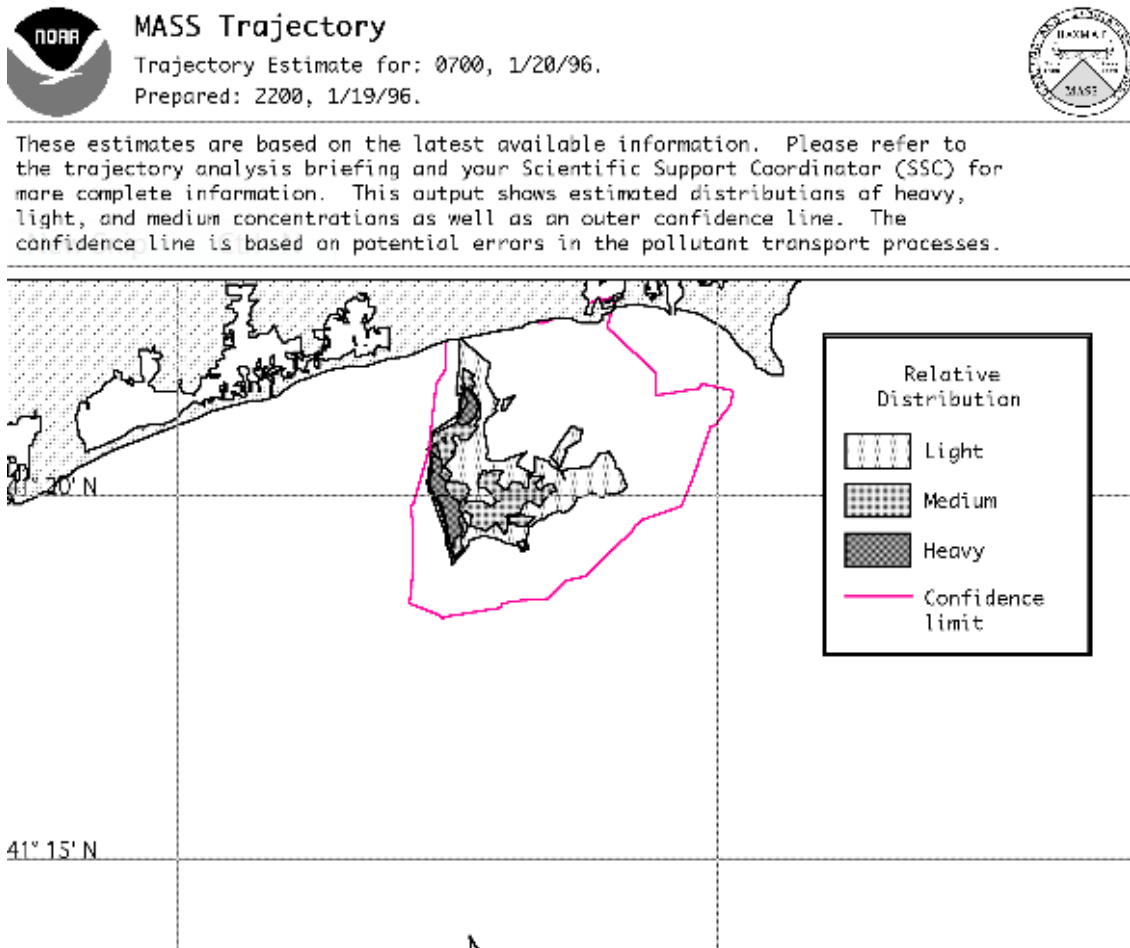 NOAA
MASS Trajectory
Trajectory Estimate for: 0700, 1/20/96.
Prepared: 2200, 1/19/96.
HAZMAT
MASS
These estimates are based on the latest available information. Please refer to
the trajectory analysis briefing and your Scientific Support Coordinator (SSC) for
more complete information. This output shows estimated distributions of heavy,
light, and medium concentrations as well as an outer confidence line. The
confidence line is based on potential errors in the pollutant transport processes.
Relative
Distribution
Light
Medium
Heavy
Confidence
limit
20' N
41° 15' N